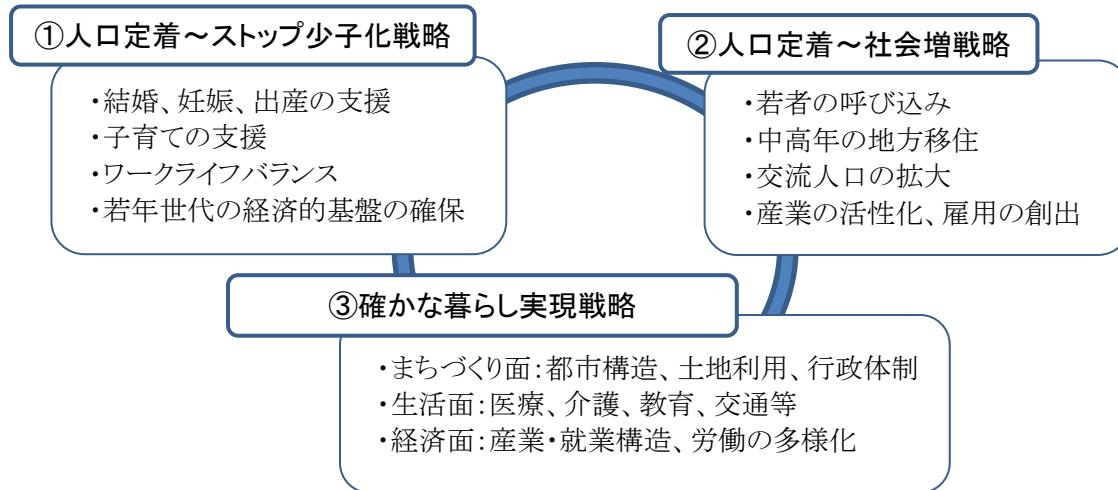 ①人口定着～ストップ少子化戦略
・結婚、妊娠、出産の支援
・子育ての支援
・ワークライフバランス
・若年世代の経済的基盤の確保
②人口定着～社会増戦略
・若者の呼び込み
・中高年の地方移住
・交流人口の拡大
・産業の活性化、雇用の創出
③確かな暮らし実現戦略
・まちづくり面：都市構造、土地利用、行政体制
・生活面：医療、介護、教育、交通等
・経済面：産業・就業構造、労働の多様化